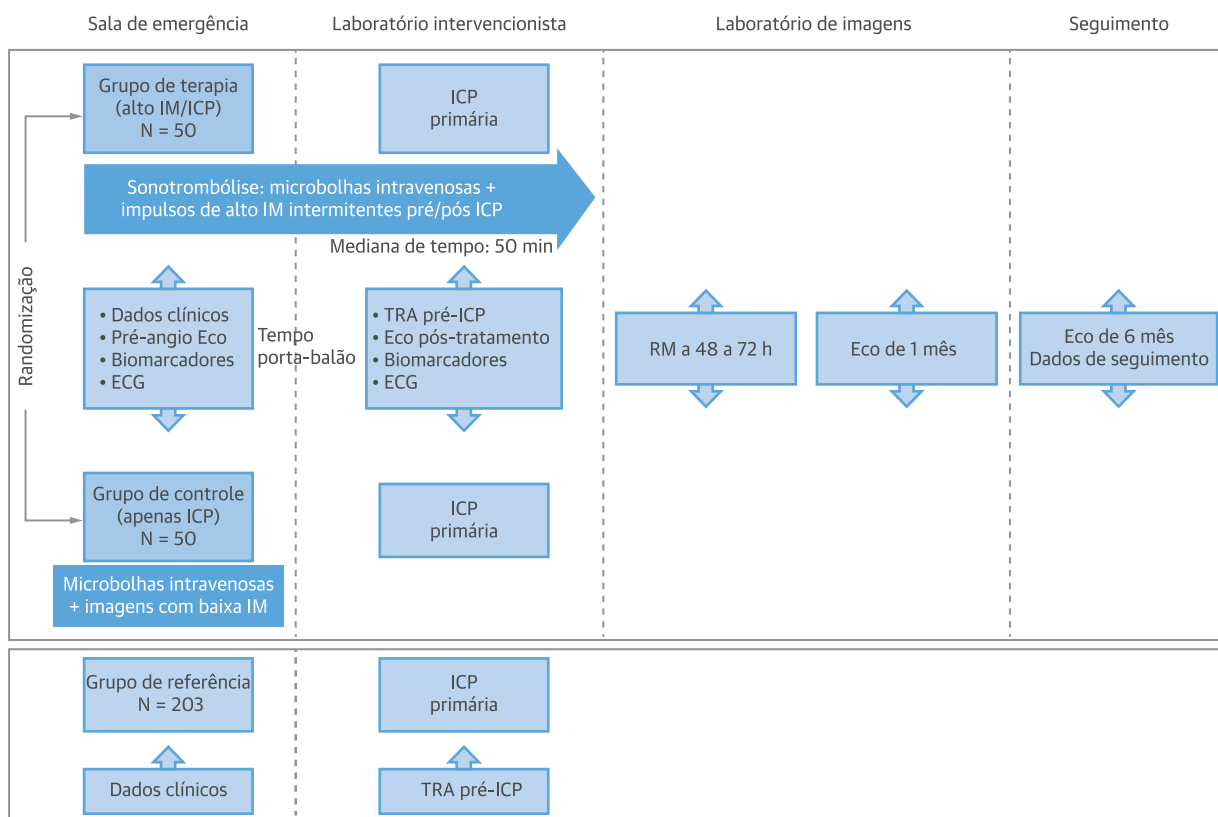 Sala de emergência
Laboratório intervencionista
Laboratório de imagens
Seguimento
Randomização
Grupo de terapia
(alto IM/ICP)
N = 50
ICP
primária
Sonotrombólise: microbolhas intravenosas +
impulsos de alto IM intermitentes pré/pós ICP
Mediana de tempo: 50 min
• Dados clínicos
• Pré-angio Eco
• Biomarcadores
• ECG
Tempo
porta-balão
• TRA pré-ICP
• Eco pós-tratamento
• Biomarcadores
• ECG
RM a 48 a 72 h
Eco de 1 mês
Eco de 6 mês
Dados de seguimento
Grupo de controle
(apenas ICP)
N = 50
ICP
primária
Microbolhas intravenosas
+ imagens com baixa IM
Grupo de referência
N = 203
ICP
primária
Dados clínicos
TRA pré-ICP